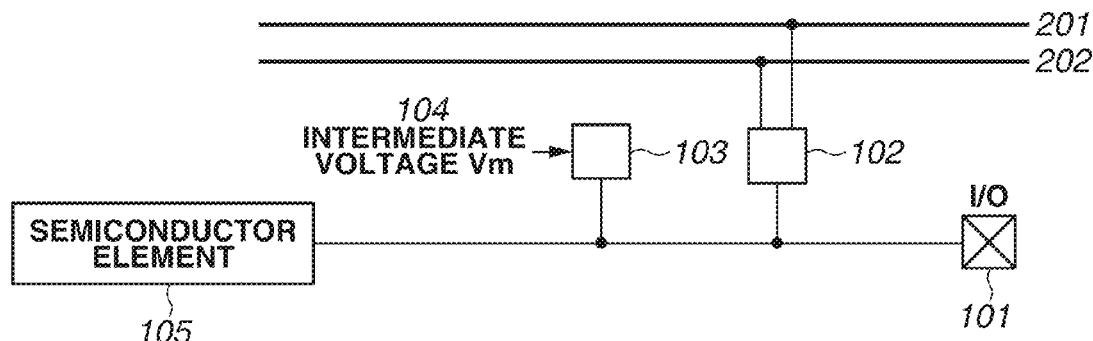 201
202
104
INTERMEDIATE
VOLTAGE Vm
103
102
I/O
SEMICONDUCTOR
ELEMENT
105
101